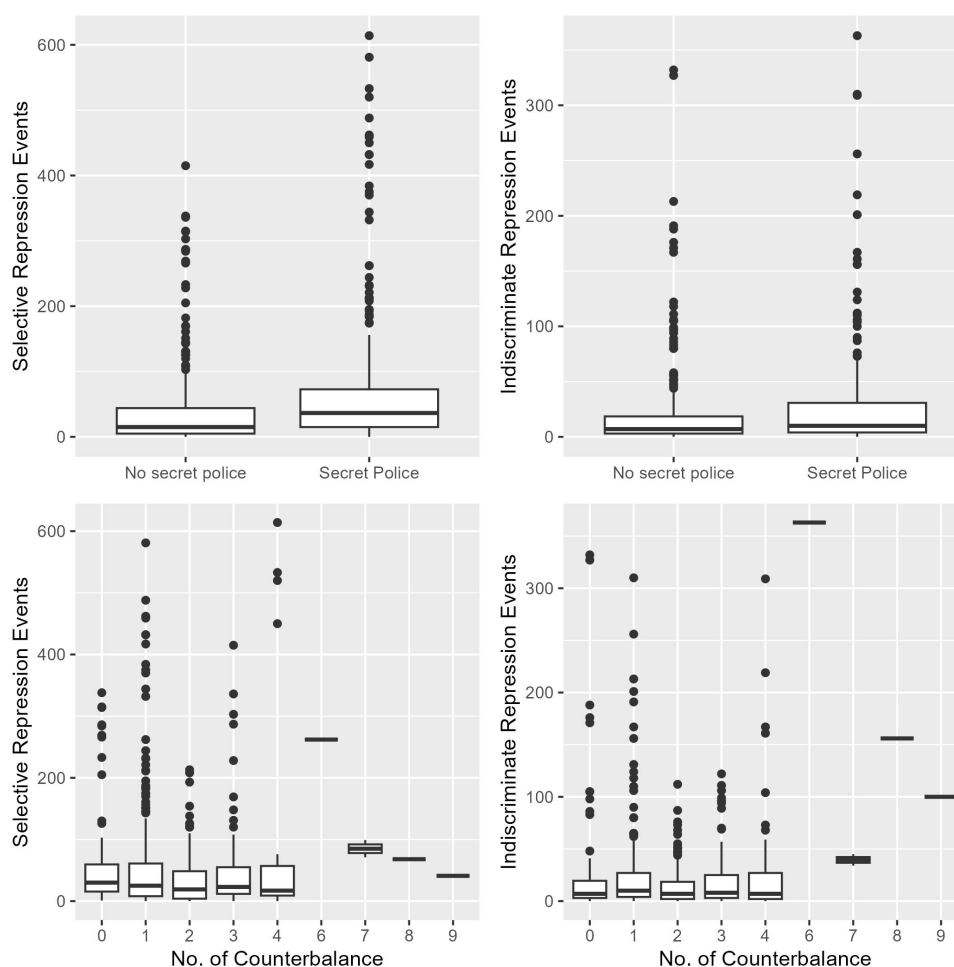 Selective Repression Events
600
400
200
0
No secret police
Secret Police
Indiscriminate Repression Events
300
200
100
0
No secret police
Secret Police
Selective Repression Events
600
400
200
0
0 1 2 3 4 6 7 8 9
No. of Counterbalance
Indiscriminate Repression Events
300
200
100
0
0 1 2 3 4 6 7 8 9
No. of Counterbalance